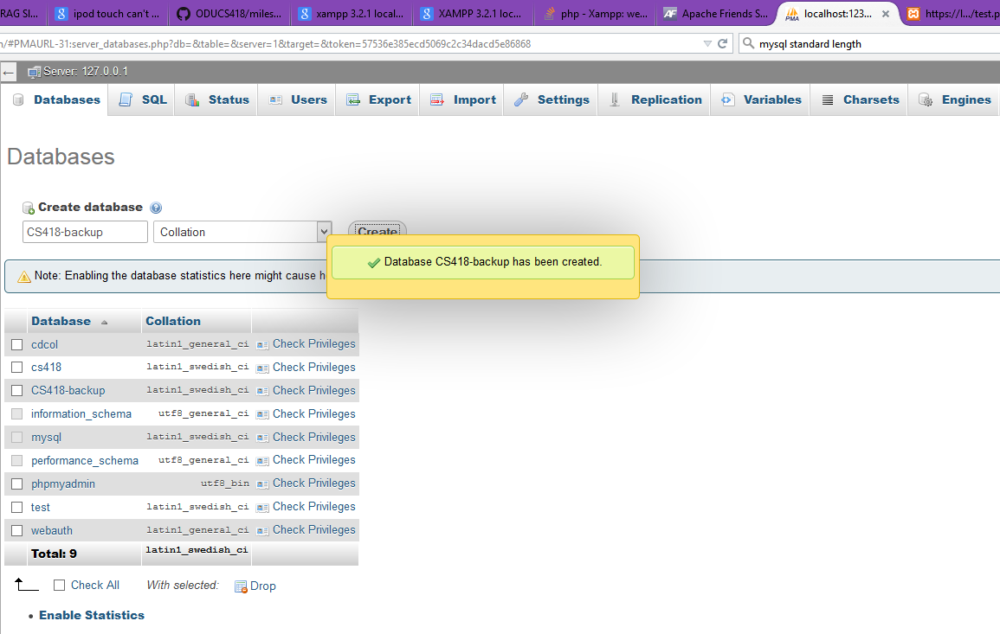 RAG Sl...
ipod touch can't ...
ODUCS418/miles...
xampp 3.2.1 local...
XAMPP 3.2.1 loc...
php - Xampp: we...
Apache Friends S...
localhost:123...
https://l.../test.p
n/#PMAURL-31:server_databases.php?db=&table=&server=1&target=&token=57536e385ecd5069c2c34dacd5e86868
mysql standard length
Server: 127.0.0.1
Databases
SQL
Status
Users
Export
Import
Settings
Replication
Variables
Charsets
Engines
Databases
Create database
CS418-backup
Collation
Create
Database CS418-backup has been created.
Note: Enabling the database statistics here might cause h
Database
Collation
cdcol latin1_general_ci Check Privileges
cs418 latin1_swedish_ci Check Privileges
CS418-backup latin1_swedish_ci Check Privileges
information_schema utf8_general_ci Check Privileges
mysql latin1_swedish_ci Check Privileges
performance_schema utf8_general_ci Check Privileges
phpmyadmin utf8_bin Check Privileges
test latin1_swedish_ci Check Privileges
webauth latin1_general_ci Check Privileges
Total: 9 latin1_swedish_ci
Check All With selected: Drop
Enable Statistics